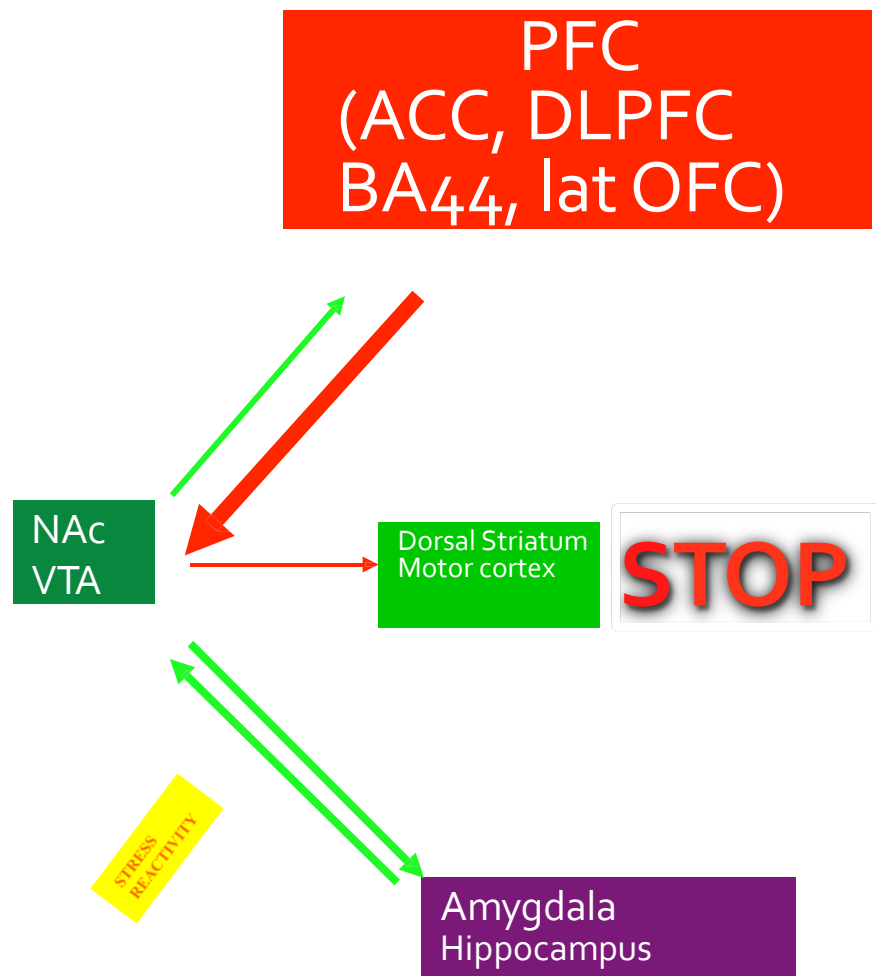 PFC
(ACC, DLPFC
BA44, lat OFC)
NAc
VTA
Dorsal Striatum
Motor cortex
STOP
STRESS
REACTIVITY
Amygdala
Hippocampus